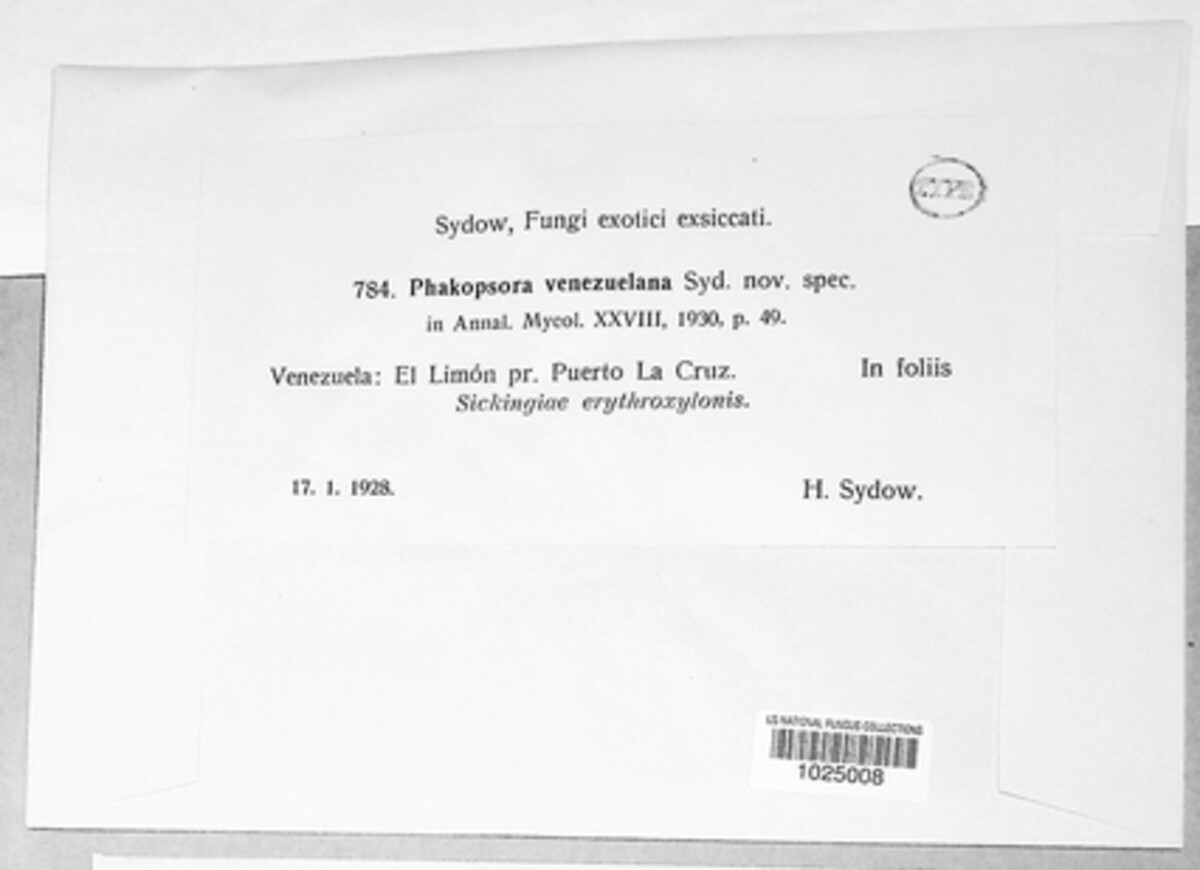 TYPE
Sydow, Fungi exotici exsiccati.
784. Phakopsora venezuelana Syd. nov. spec.
in Annal. Mycol. XXVIII, 1930, p. 49.
Venezuela: El Limón pr. Puerto La Cruz. In foliis
Sickingiae erythroxylonis.
17. 1. 1928. H. Sydow.
US NATIONAL FUNGUS COLLECTIONS
1025008